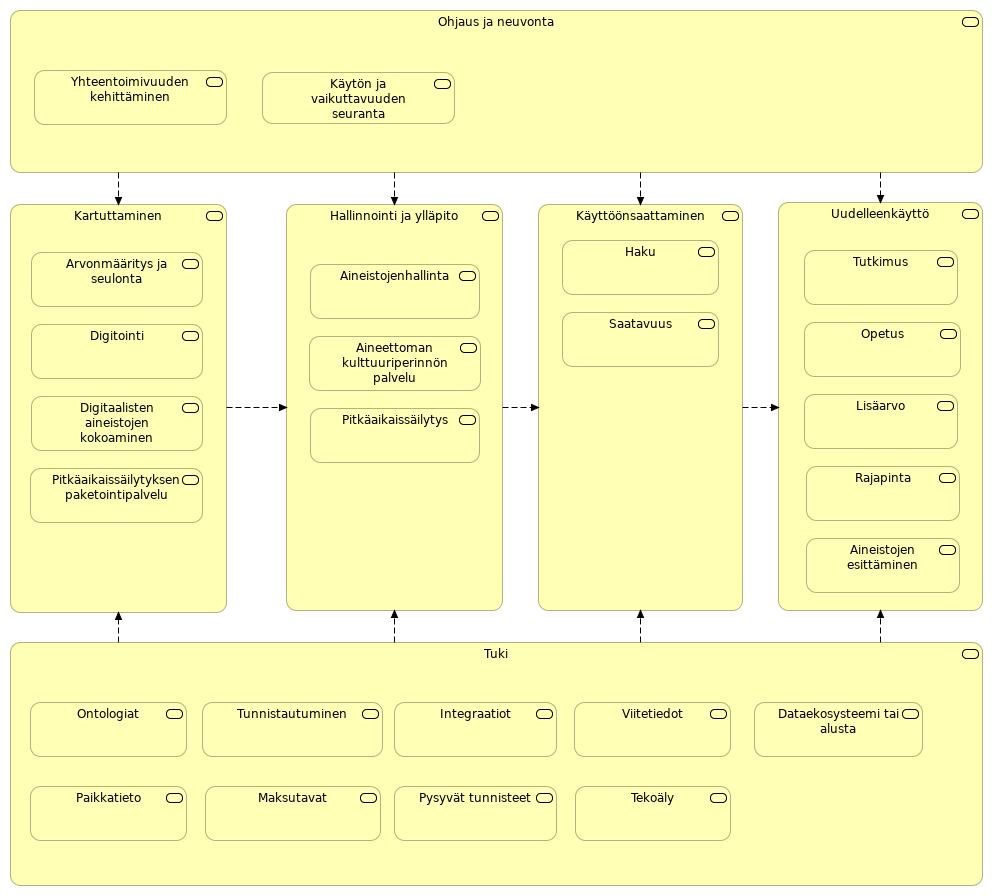 Ohjaus ja neuvonta
Yhteentoimivuuden
kehittäminen
Käytön ja
vaikuttavuuden
seuranta
Kartuttaminen
Arvonmääritys ja
seulonta
Digitointi
Digitaalisten
aineistojen
kokoaminen
Pitkäaikaissäilytyksen
paketointipalvelu
Hallinnointi ja ylläpito
Aineistojenhallinta
Aineettoman
kulttuuriperinnön
palvelu
Pitkäaikaissäilytys
Käyttöönsaattaminen
Haku
Saatavuus
Uudelleenkäyttö
Tutkimus
Opetus
Lisäarvo
Rajapinta
Aineistojen
esittäminen
Tuki
Ontologiat
Tunnistautuminen
Integraatiot
Viitetiedot
Dataekosysteemi tai
alusta
Paikkatieto
Maksutavat
Pysyvät tunnisteet
Tekoäly